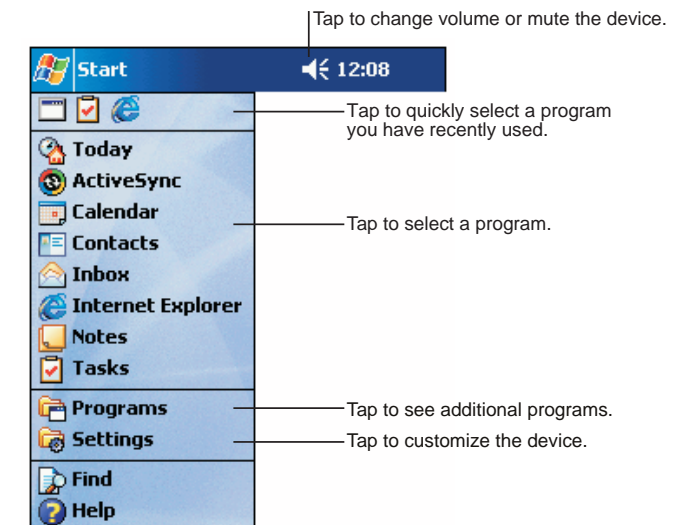 Tap to change volume or mute the device.
Start 12:08
Tap to quickly select a program
you have recently used.
Today
ActiveSync
Calendar
Tap to select a program.
Contacts
Inbox
Internet Explorer
Notes
Tasks
Programs
Tap to see additional programs.
Settings
Tap to customize the device.
Find
Help